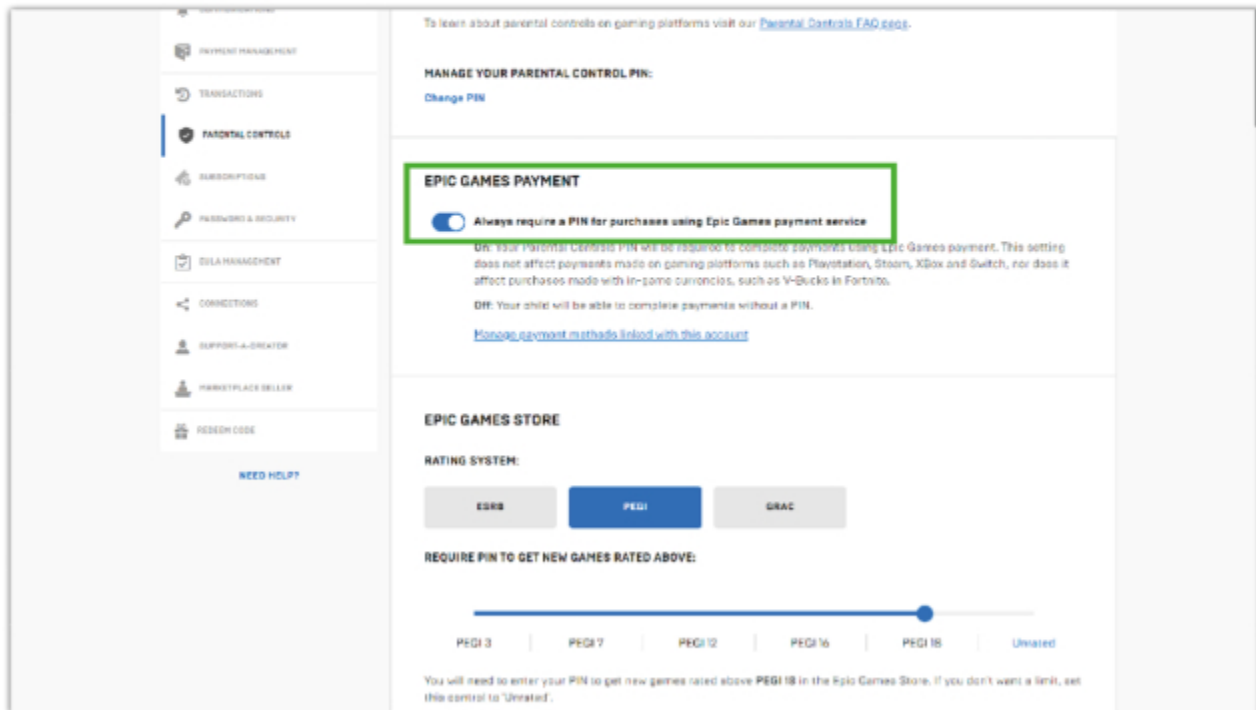 To learn about parental controls on gaming platforms visit our Parental Controls FAQ page.
PAYMENT MANAGEMENT
MANAGE YOUR PARENTAL CONTROL PIN:
TRANSACTIONS
Change PIN
PARENTAL CONTROLS
SUBSCRIPTIONS
EPIC GAMES PAYMENT
PASSWORD & SECURITY
Always require a PIN for purchases using Epic Games payment service
On: Your Parental Controls PIN will be required to complete payments using Epic Games payment. This setting
EULA MANAGEMENT
does not affect payments made on gaming platforms such as Playstation, Steam, XBox and Switch, nor does it
affect purchases made with in-game currencies, such as V-Bucks in Fortnite.
CONNECTIONS
Off: Your child will be able to complete payments without a PIN.
Manage payment methods linked with this account
SUPPORT-A-CREATOR
MARKETPLACE SELLER
EPIC GAMES STORE
REDEEM CODE
RATING SYSTEM:
NEED HELP?
ESRB PEGI GRAC
REQUIRE PIN TO GET NEW GAMES RATED ABOVE:
PEGI 3 PEGI 7 PEGI 12 PEGI 16 PEGI 18 Unrated
You will need to enter your PIN to get new games rated above PEGI 18 in the Epic Games Store. If you don't want a limit, set
this control to 'Unrated'.